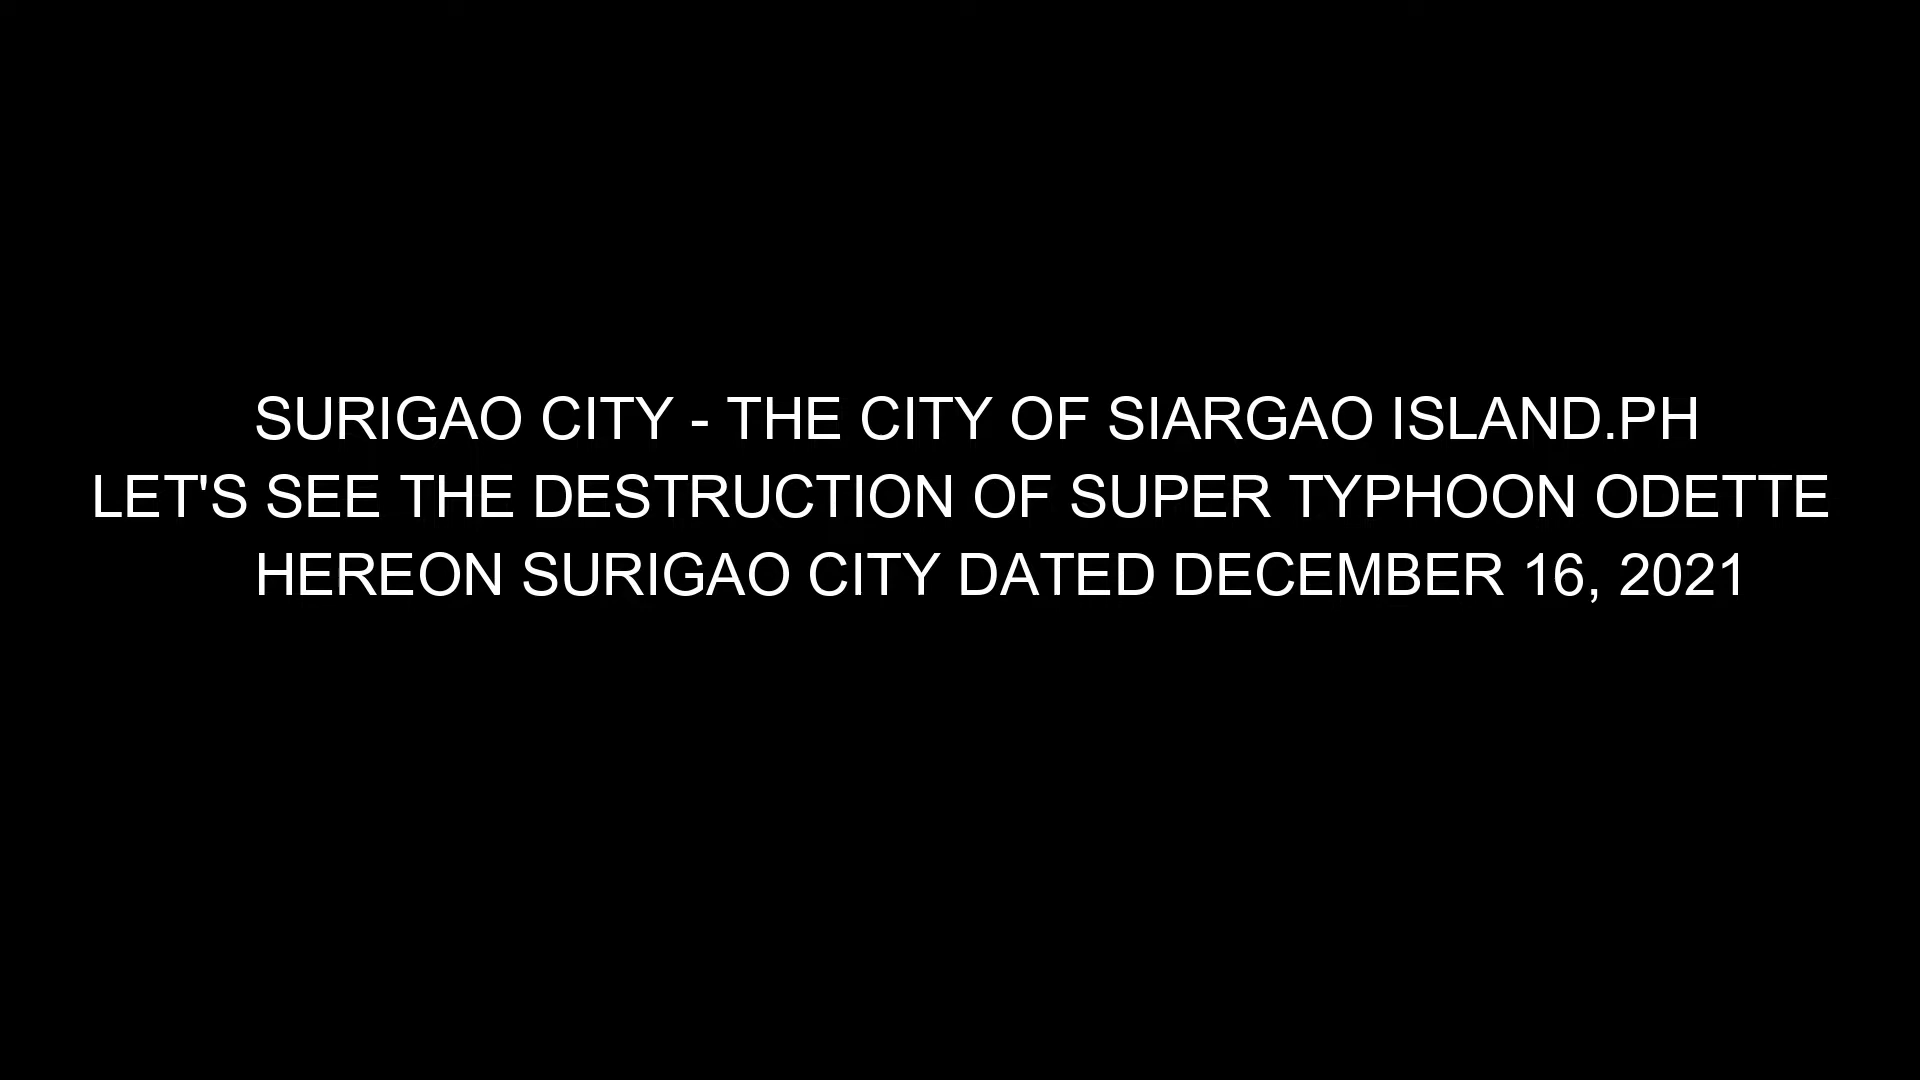 SURIGAO CITY - THE CITY OF SIARGAO ISLAND.PH
LET'S SEE THE DESTRUCTION OF SUPER TYPHOON ODETTE
HEREON SURIGAO CITY DATED DECEMBER 16, 2021